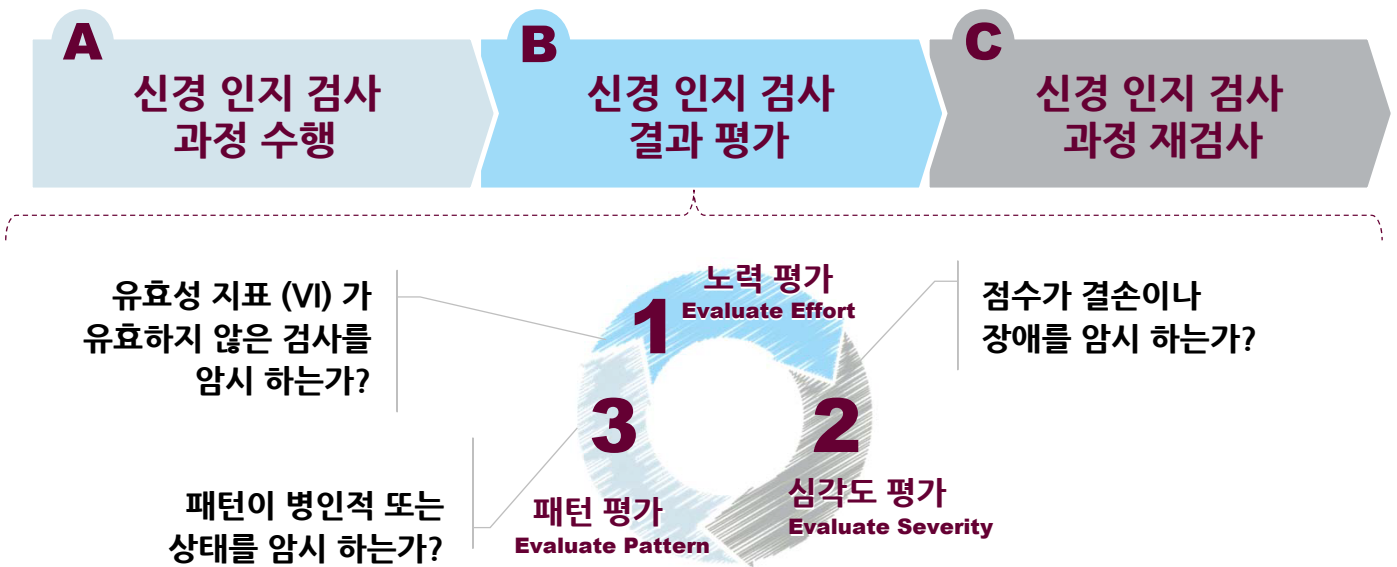 A
신경 인지 검사
과정 수행
B
신경 인지 검사
결과 평가
C
신경 인지 검사
과정 재검사
유효성 지표 (VI) 가
유효하지 않은 검사를
암시 하는가?
1
노력 평가
Evaluate Effort
점수가 결손이나
장애를 암시 하는가?
2
심각도 평가
Evaluate Severity
3
패턴 평가
Evaluate Pattern
패턴이 병인적 또는
상태를 암시 하는가?